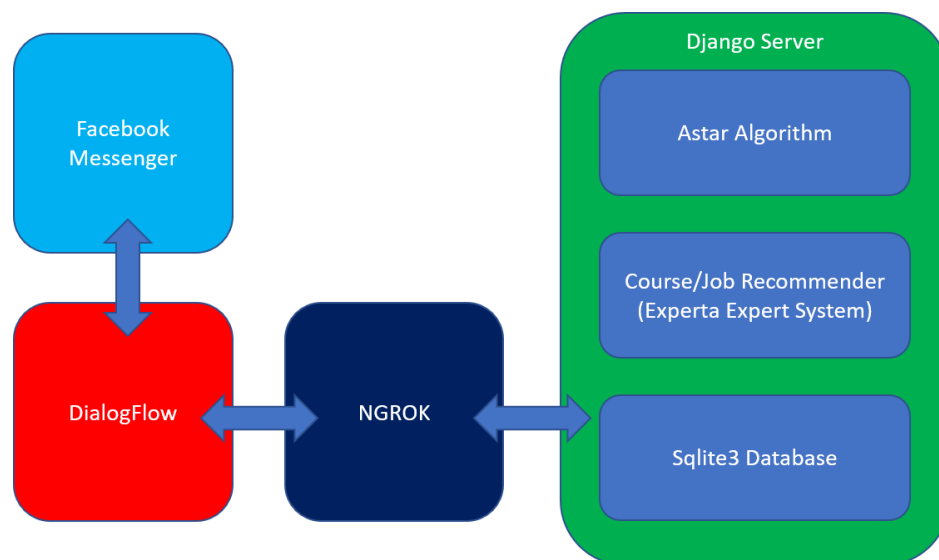 Facebook
Messenger
DialogFlow
NGROK
Django Server
Astar Algorithm
Course/Job Recommender
(Experta Expert System)
Sqlite3 Database